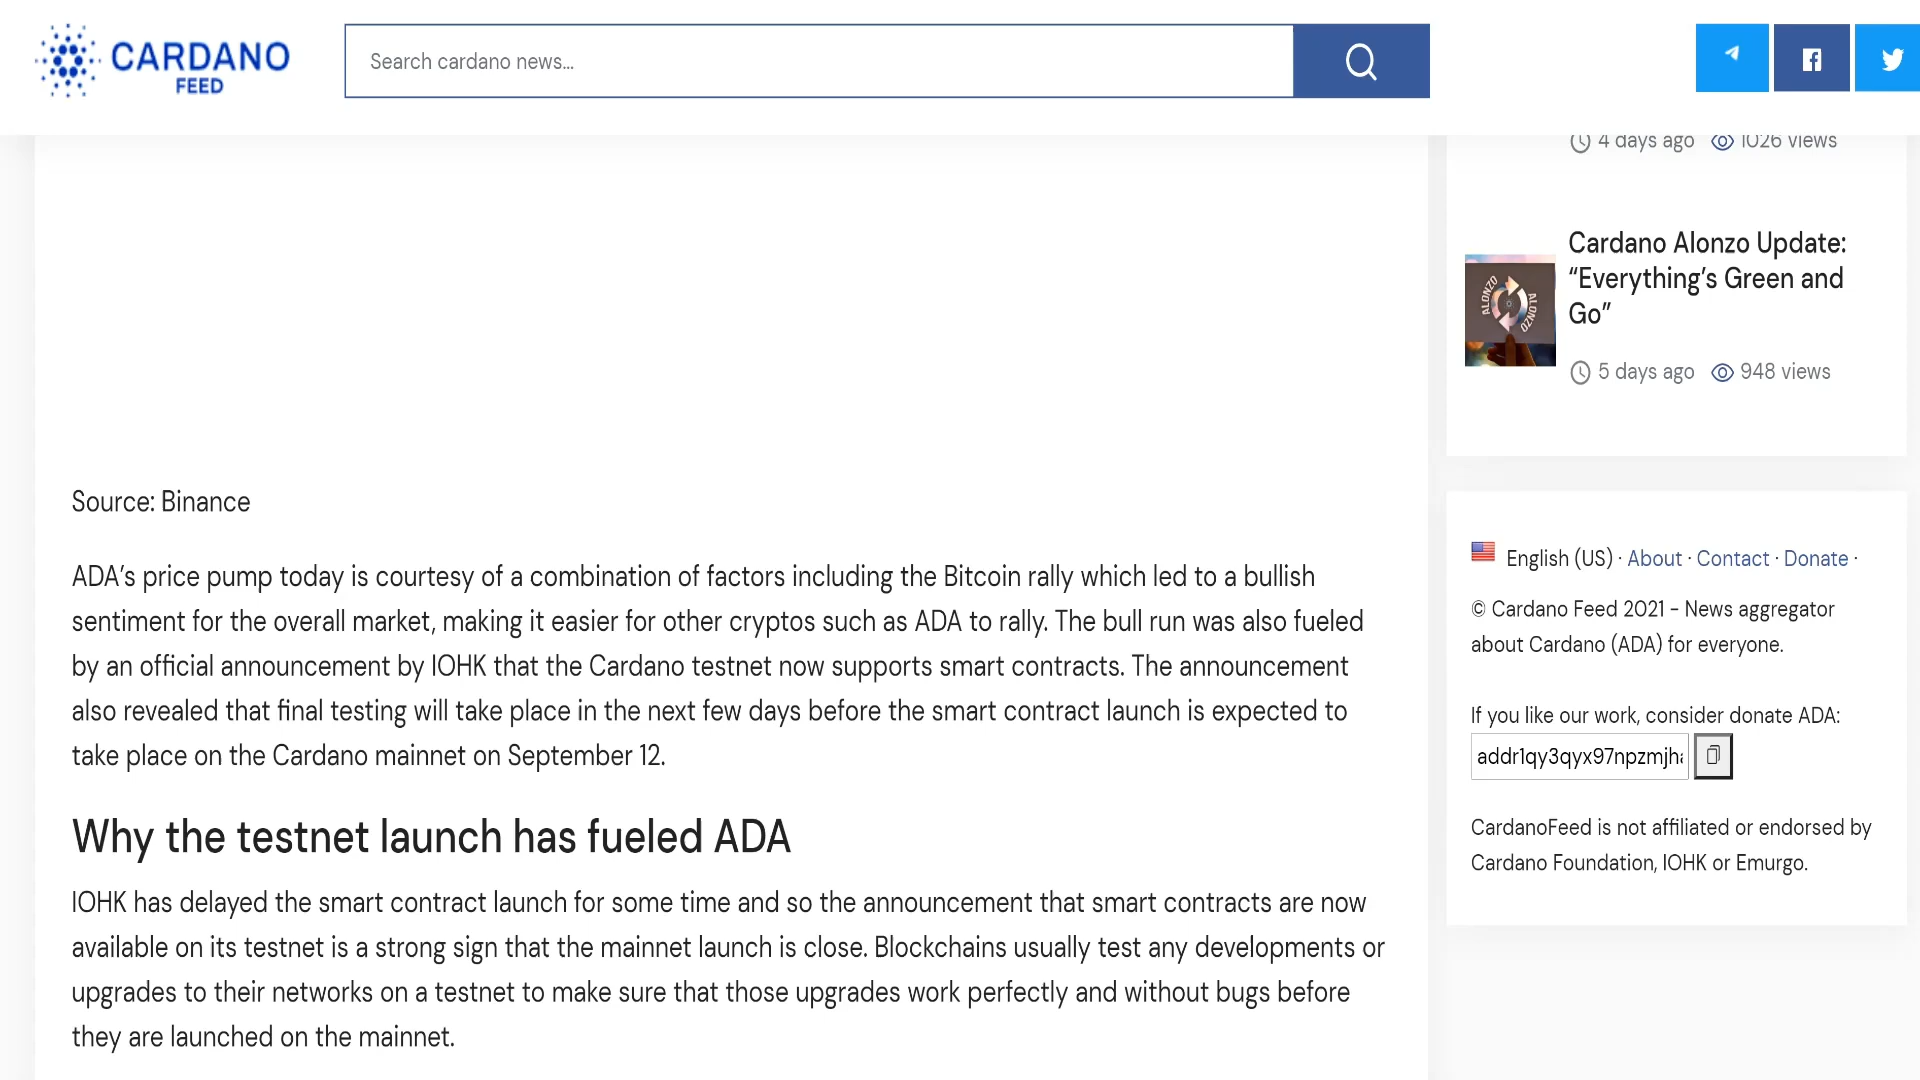 CARDANO
FEED
Search cardano news...
4 days ago 1026 views
Cardano Alonzo Update:
“Everything’s Green and
Go”
ALONZO
ALONZO
5 days ago 948 views
Source: Binance
ADA’s price pump today is courtesy of a combination of factors including the Bitcoin rally which led to a bullish
sentiment for the overall market, making it easier for other cryptos such as ADA to rally. The bull run was also fueled
by an official announcement by IOHK that the Cardano testnet now supports smart contracts. The announcement
also revealed that final testing will take place in the next few days before the smart contract launch is expected to
take place on the Cardano mainnet on September 12.
Why the testnet launch has fueled ADA
IOHK has delayed the smart contract launch for some time and so the announcement that smart contracts are now
available on its testnet is a strong sign that the mainnet launch is close. Blockchains usually test any developments or
upgrades to their networks on a testnet to make sure that those upgrades work perfectly and without bugs before
they are launched on the mainnet.
English (US) · About · Contact · Donate ·
© Cardano Feed 2021 - News aggregator
about Cardano (ADA) for everyone.
If you like our work, consider donate ADA:
addr1qy3qyx97npzmjh
CardanoFeed is not affiliated or endorsed by
Cardano Foundation, IOHK or Emurgo.